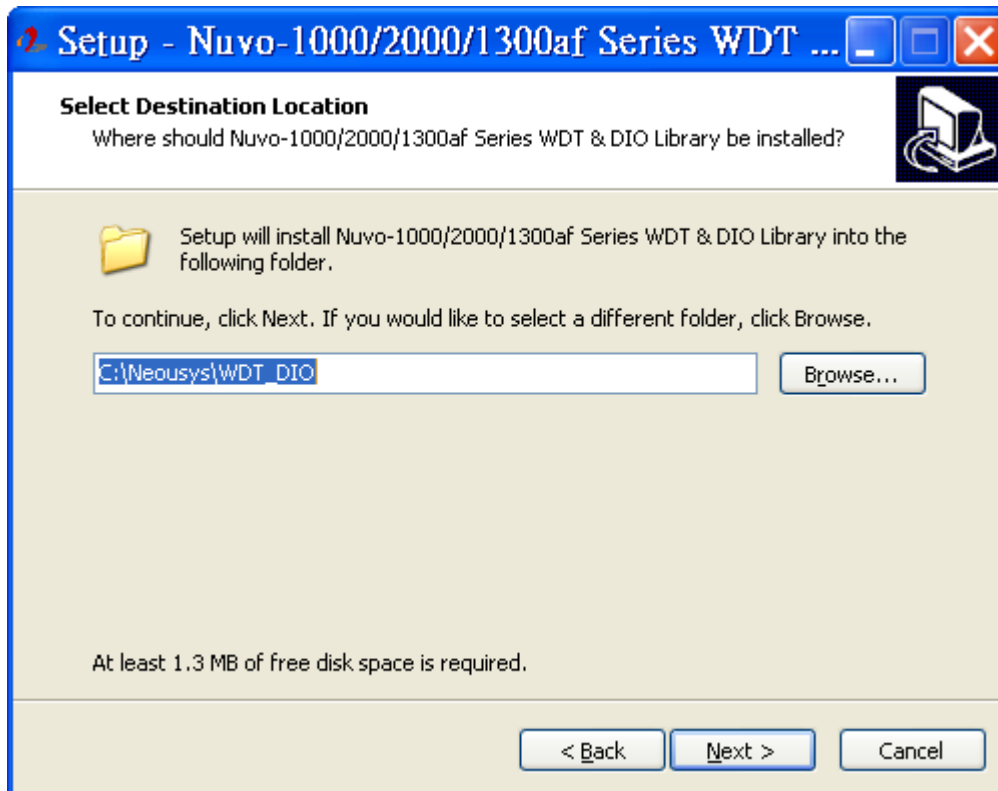 Setup - Nuvo-1000/2000/1300af Series WDT ...
Select Destination Location
Where should Nuvo-1000/2000/1300af Series WDT & DIO Library be installed?
Setup will install Nuvo-1000/2000/1300af Series WDT & DIO Library into the
following folder.
To continue, click Next. If you would like to select a different folder, click Browse.
C:\Neousys\WDT_DIO
Browse...
At least 1.3 MB of free disk space is required.
< Back
Next >
Cancel